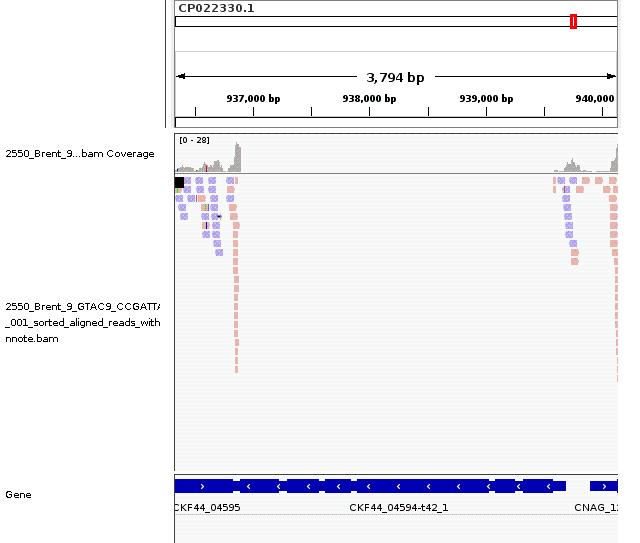 CP022330.1
3,794 bp
937,000 bp 938,000 bp 939,000 bp 940,000
[0 - 28]
2550_Brent_9...bam Coverage
2550_Brent_9_GTAC9_CCGATTA
_001_sorted_aligned_reads_with
nnote.bam
Gene
CKF44_04595 CKF44_04594-t42_1 CNAG_12